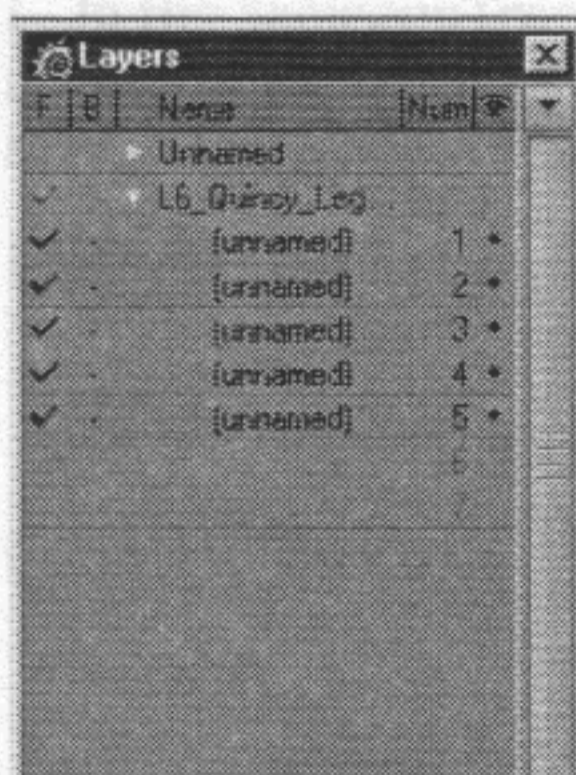 Layers
F B Name Num
Unnamed
L6_Quincy_Leg
(unnamed) 1
(unnamed) 2
(unnamed) 3
(unnamed) 4
(unnamed) 5
6
7